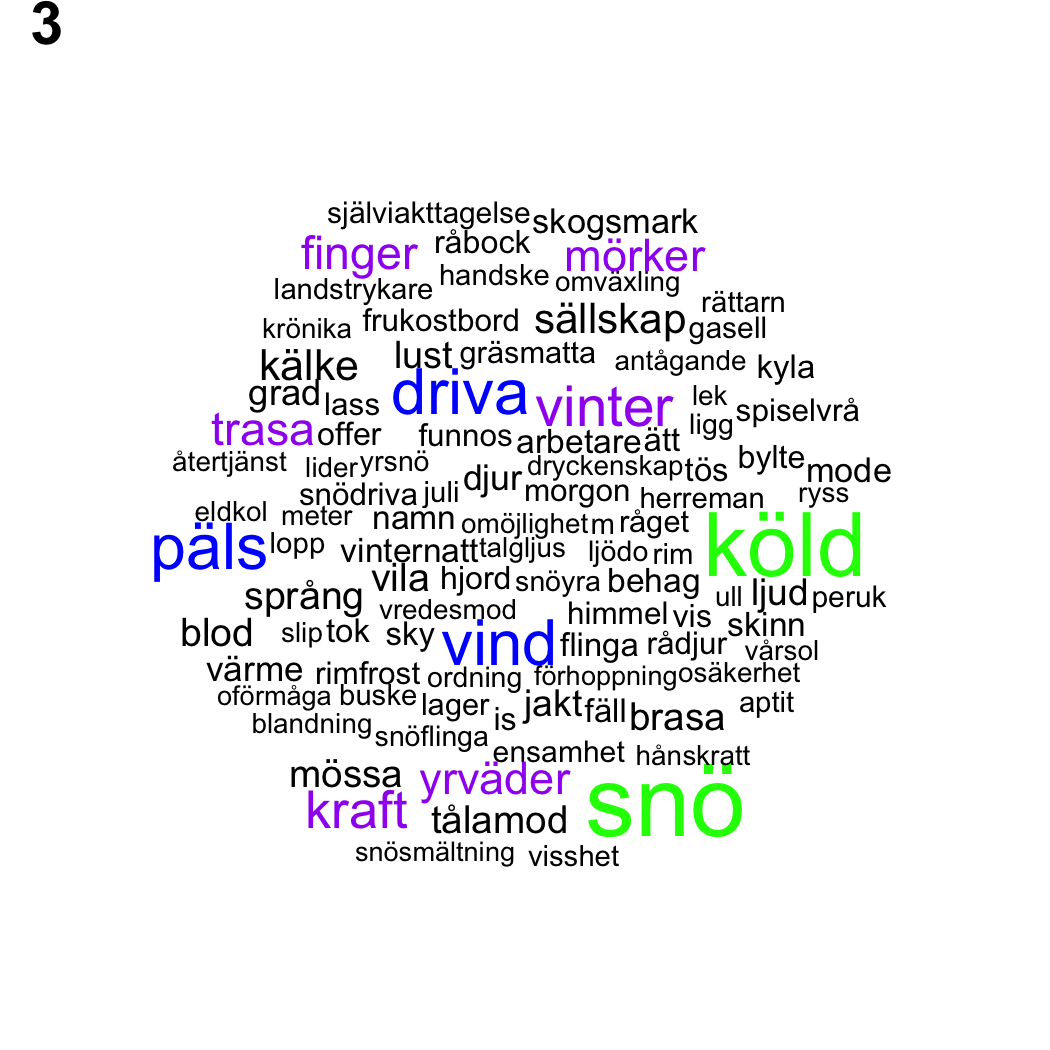 3
själviakttagelse skogsmark
finger råbock mörker
landstrykare handske omväxling
krönika frukostbord sällskap gasell rättarn
kälke lust gräsmatta antågande kyla
grad lass driva vinter lek ligg spiselvrå
trasa offer funnos arbetare ätt
återtjänst lider yrsnö djur dryckenskap tös bylte mode
snödriva juli morgon herreman ryss
eldkol meter namn omöjlighet m råget
päls lopp vinternatt talgljus ljödo rim köld
språng vila hjord snöyra behag ull ljud peruk
vredesmod himmel vis skinn
blod slip tok sky vind flinga rådjur vårsol
värme rimfrost ordning förhoppning osäkerhet
oförmåga buske lager is jakt fäll brasa aptit
blandning snöflinga ensamhet hånskratt
mössa yrväder snö
kraft tålamod
snösmältning visshet